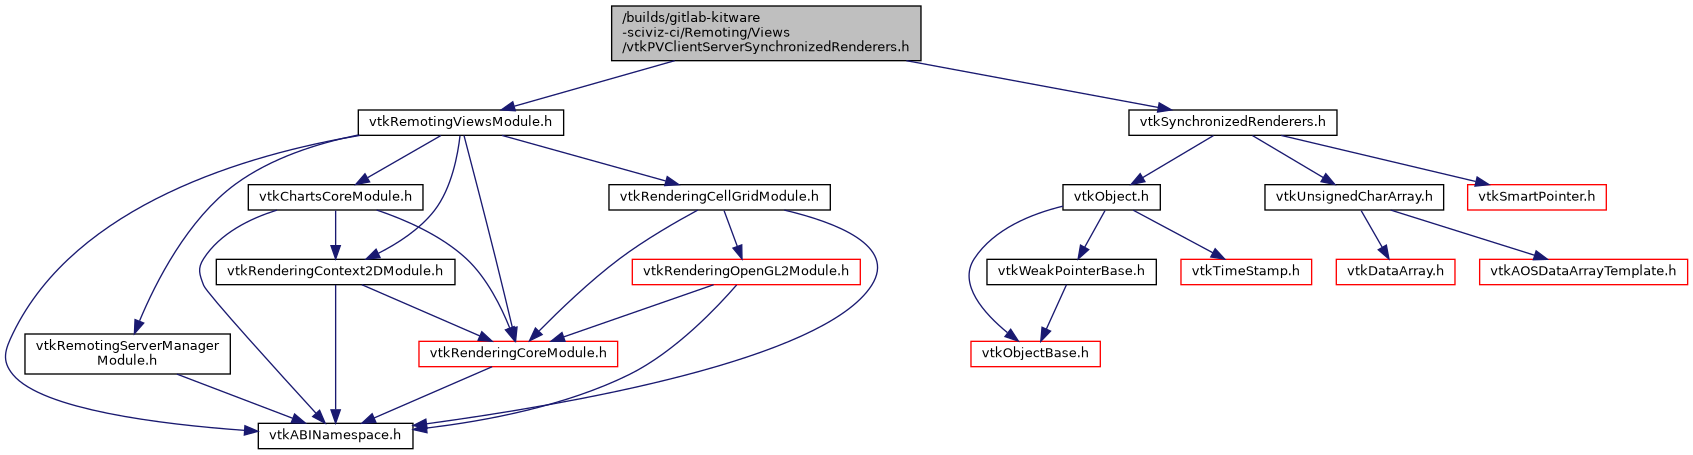 /builds/gitlab-kitware
-sciviz-ci/Remoting/Views
/vtkPVClientServerSynchronizedRenderers.h
vtkRemotingViewsModule.h
vtkSynchronizedRenderers.h
vtkChartsCoreModule.h
vtkRenderingCellGridModule.h
vtkObject.h
vtkUnsignedCharArray.h
vtkSmartPointer.h
vtkRenderingContext2DModule.h
vtkRenderingOpenGL2Module.h
vtkWeakPointerBase.h
vtkTimeStamp.h
vtkDataArray.h
vtkAOSDataArrayTemplate.h
vtkRemotingServerManager
Module.h
vtkRenderingCoreModule.h
vtkObjectBase.h
vtkABINamespace.h